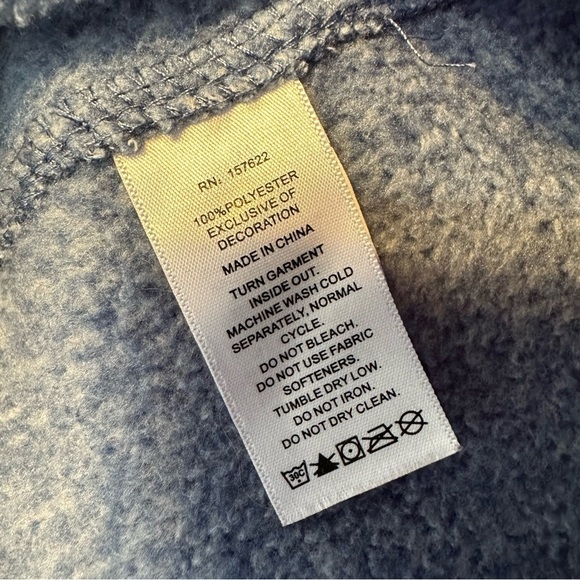 RN: 157622
100%POLYESTER
EXCLUSIVE OF
DECORATION
MADE IN CHINA
TURN GARMENT
INSIDE OUT.
MACHINE WASH COLD
SEPARATELY, NORMAL
CYCLE.
DO NOT BLEACH.
DO NOT USE FABRIC
SOFTENERS.
TUMBLE DRY LOW.
DO NOT IRON.
DO NOT DRY CLEAN.
30C